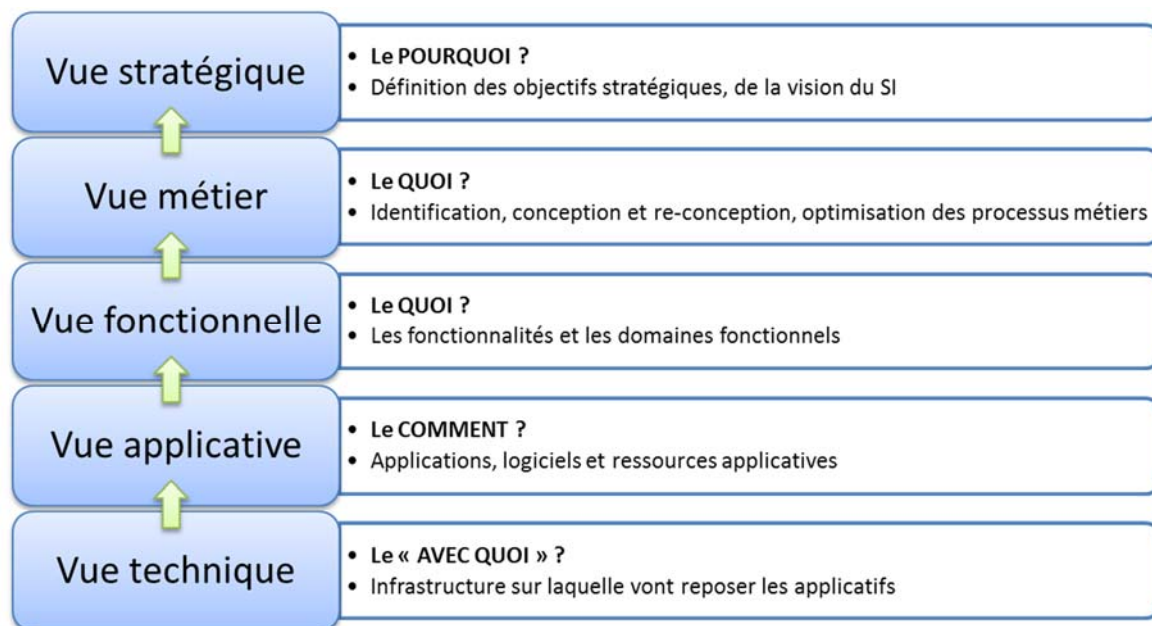 Vue stratégique
• Le POURQUOI ?
• Définition des objectifs stratégiques, de la vision du SI
Vue métier
• Le QUOI ?
• Identification, conception et re-conception, optimisation des processus métiers
Vue fonctionnelle
• Le QUOI ?
• Les fonctionnalités et les domaines fonctionnels
Vue applicative
• Le COMMENT ?
• Applications, logiciels et ressources applicatives
Vue technique
• Le « AVEC QUOI » ?
• Infrastructure sur laquelle vont reposer les applicatifs